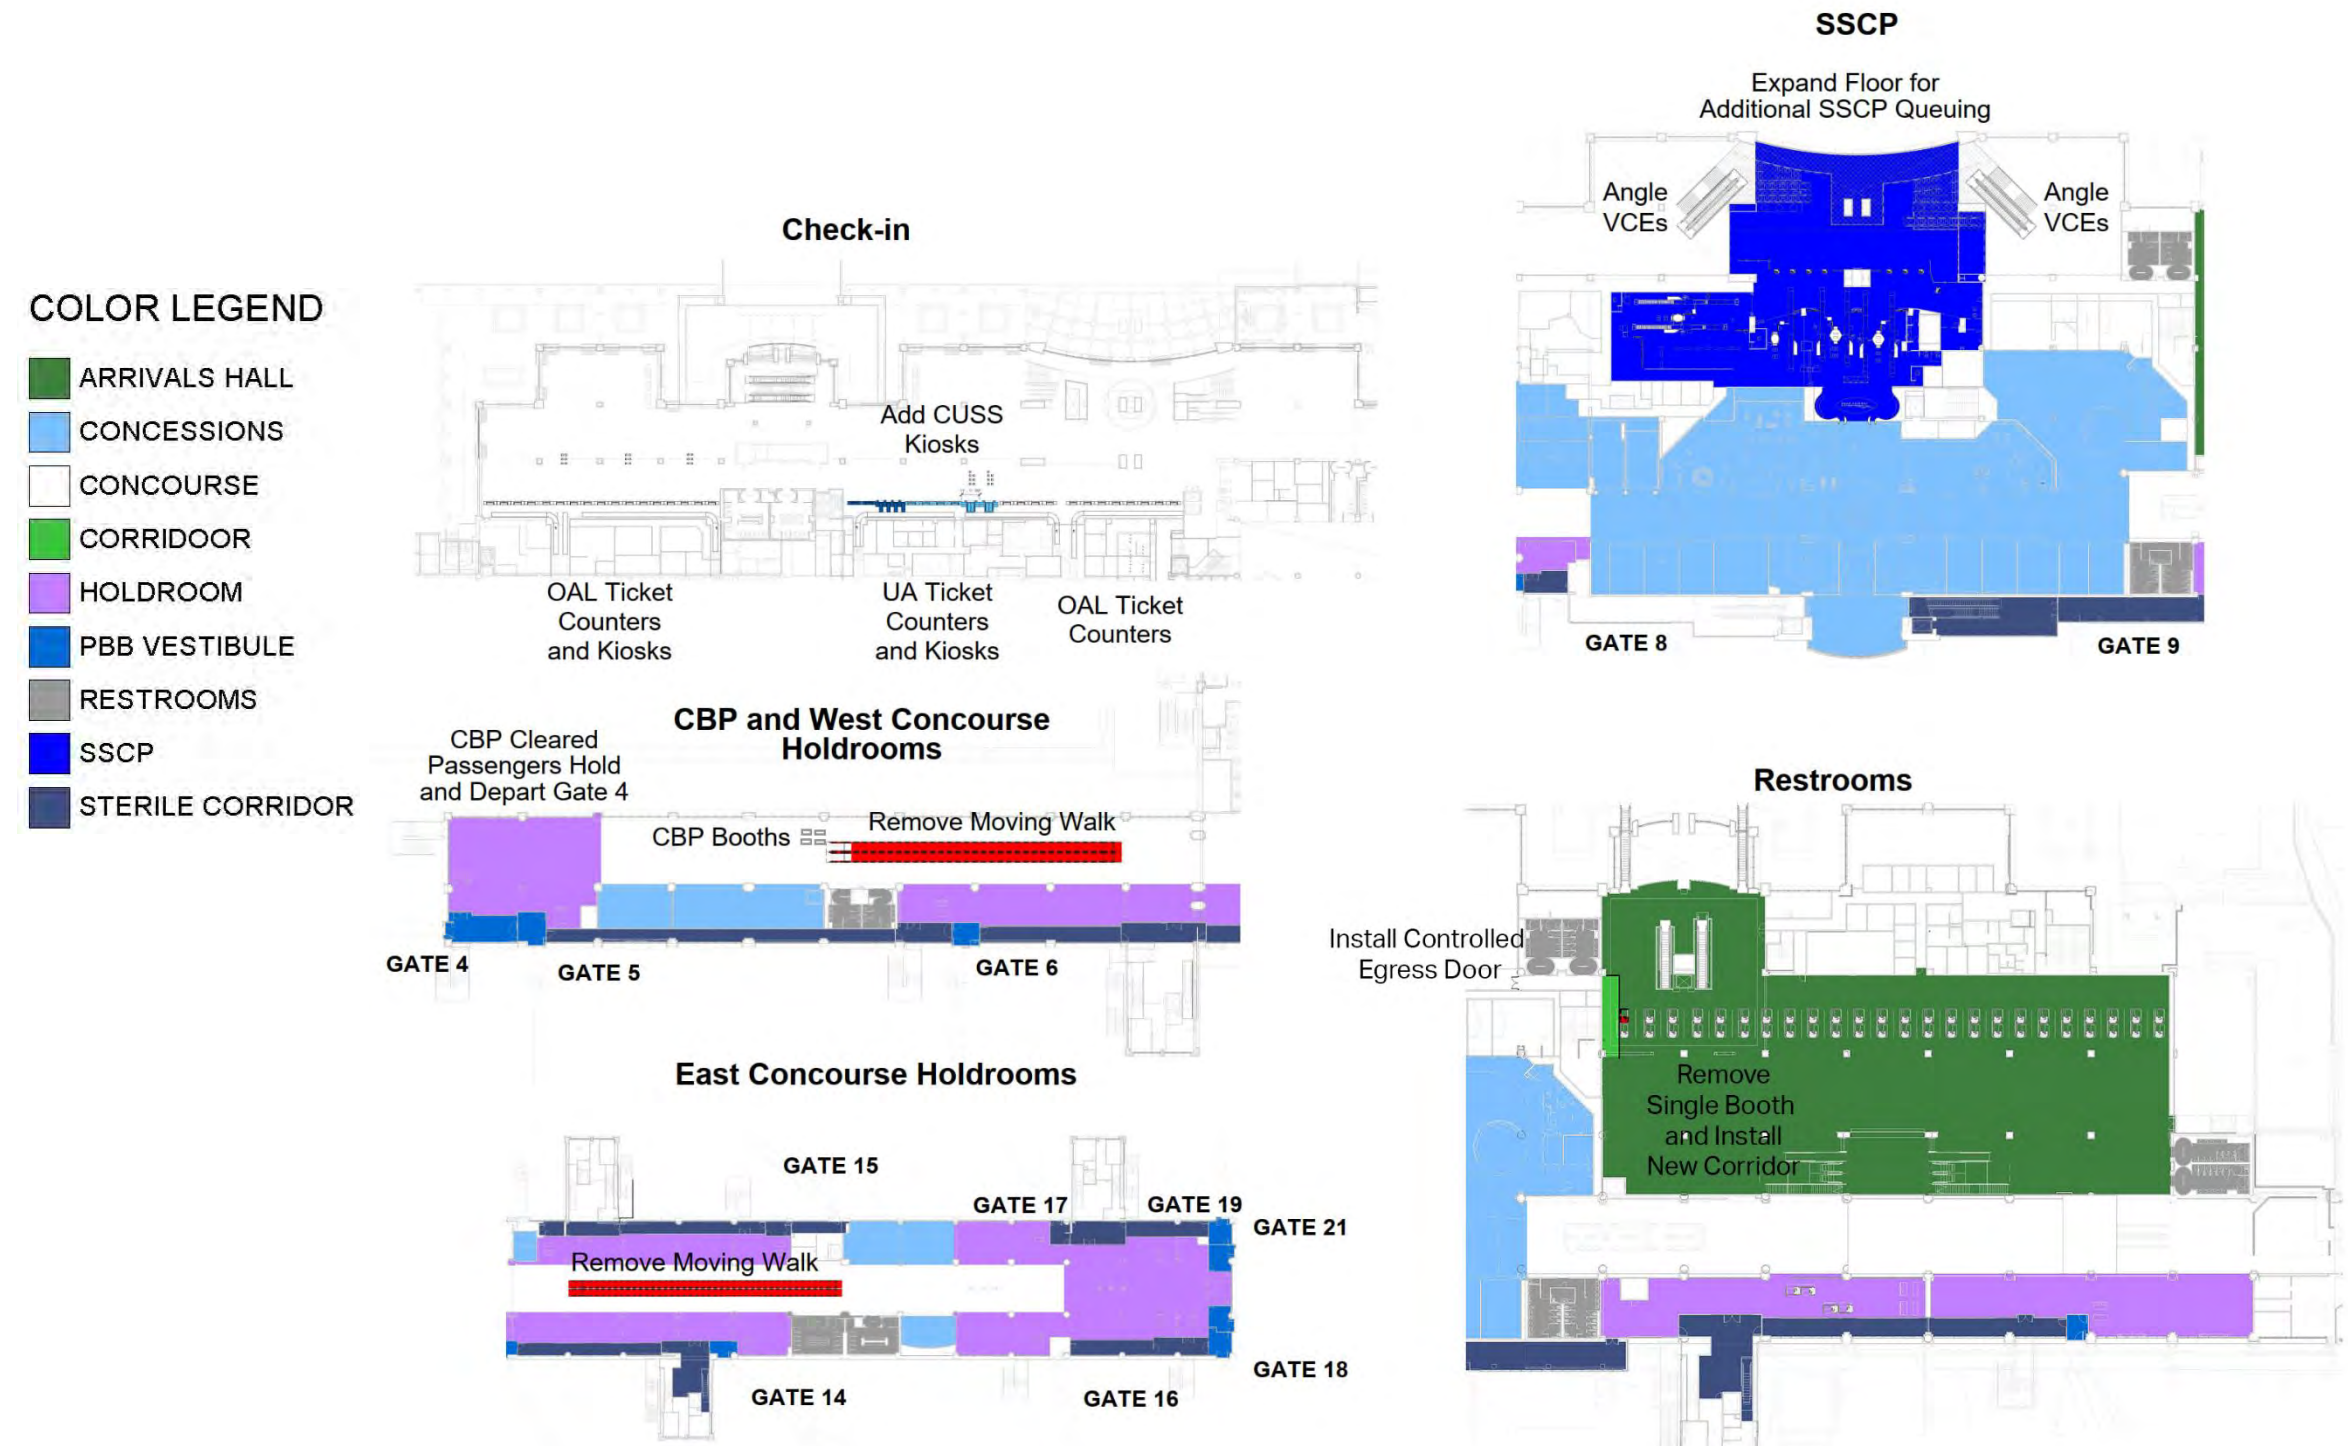 COLOR LEGEND
ARRIVALS HALL
CONCESSIONS
CONCOURSE
CORRIDOOR
HOLDROOM
PBB VESTIBULE
RESTROOMS
SSCP
STERILE CORRIDOR
Check-in
Add CUSS
Kiosks
OAL Ticket
Counters
and Kiosks
UA Ticket
Counters
and Kiosks
OAL Ticket
Counters
CBP and West Concourse
Holdrooms
CBP Cleared
Passengers Hold
and Depart Gate 4
CBP Booths
Remove Moving Walk
GATE 4
GATE 5
GATE 6
East Concourse Holdrooms
GATE 15
GATE 17
GATE 19
GATE 21
Remove Moving Walk
GATE 14
GATE 16
GATE 18
SSCP
Expand Floor for
Additional SSCP Queuing
Angle
VCEs
Angle
VCEs
GATE 8
GATE 9
Restrooms
Install Controlled
Egress Door
Remove
Single Booth
and Install
New Corridor